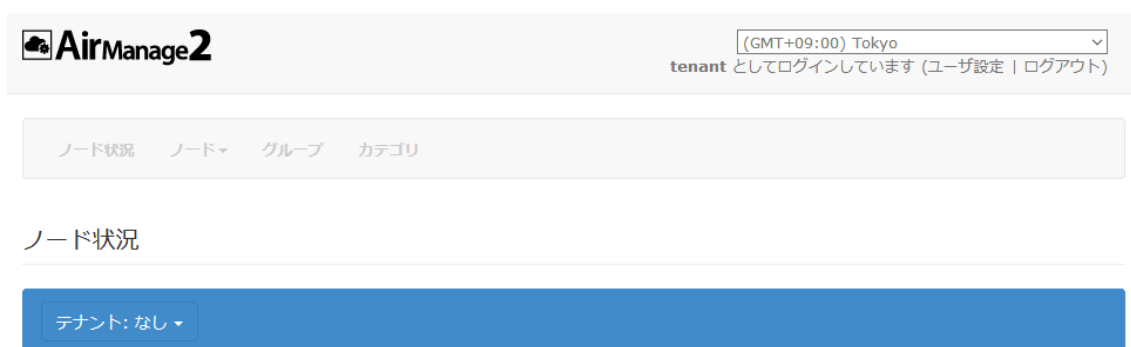 AirManage2
(GMT+09:00) Tokyo
tenant としてログインしています (ユーザ設定 | ログアウト)
ノード状況 ノード グループ カテゴリ
ノード状況
テナント: なし